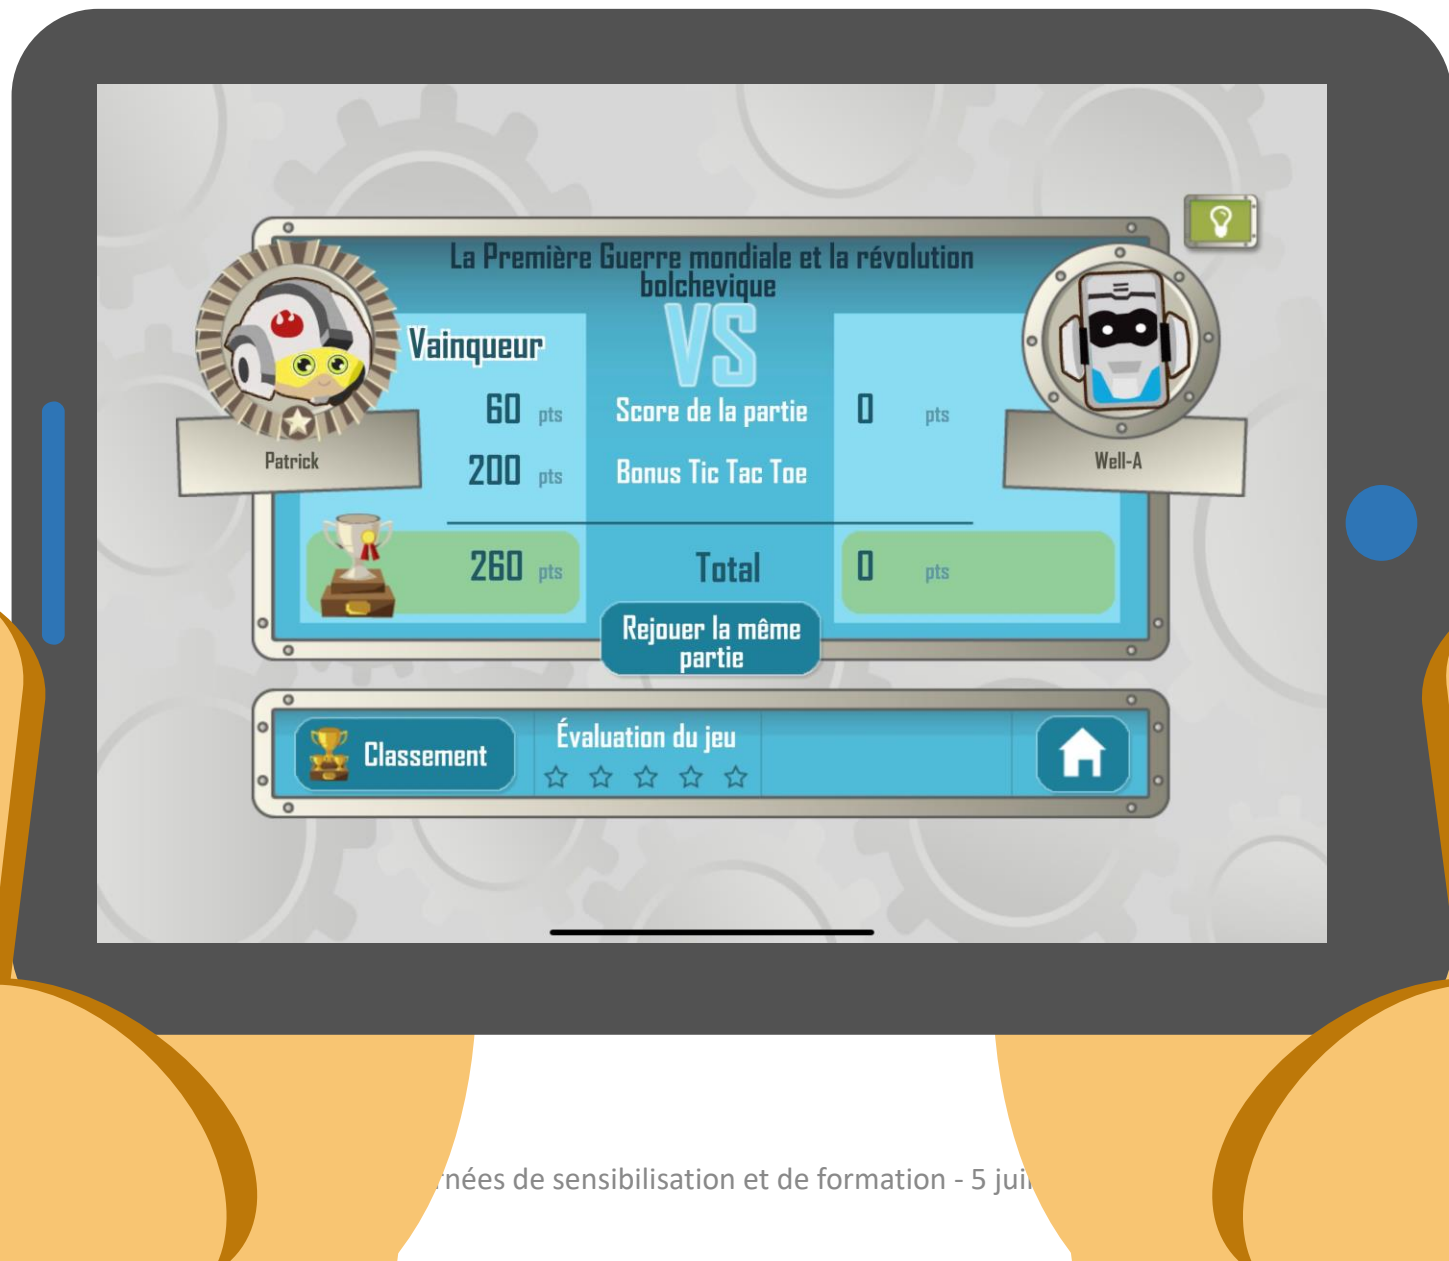 La Première Guerre mondiale et la révolution
bolchevique
VS
Vainqueur
60 pts Score de la partie 0 pts
Patrick
200 pts Bonus Tic Tac Toe
Well-A
260 pts Total 0 pts
Rejouer la même
partie
Classement
Évaluation du jeu
de sensibilisation et de formation - 5